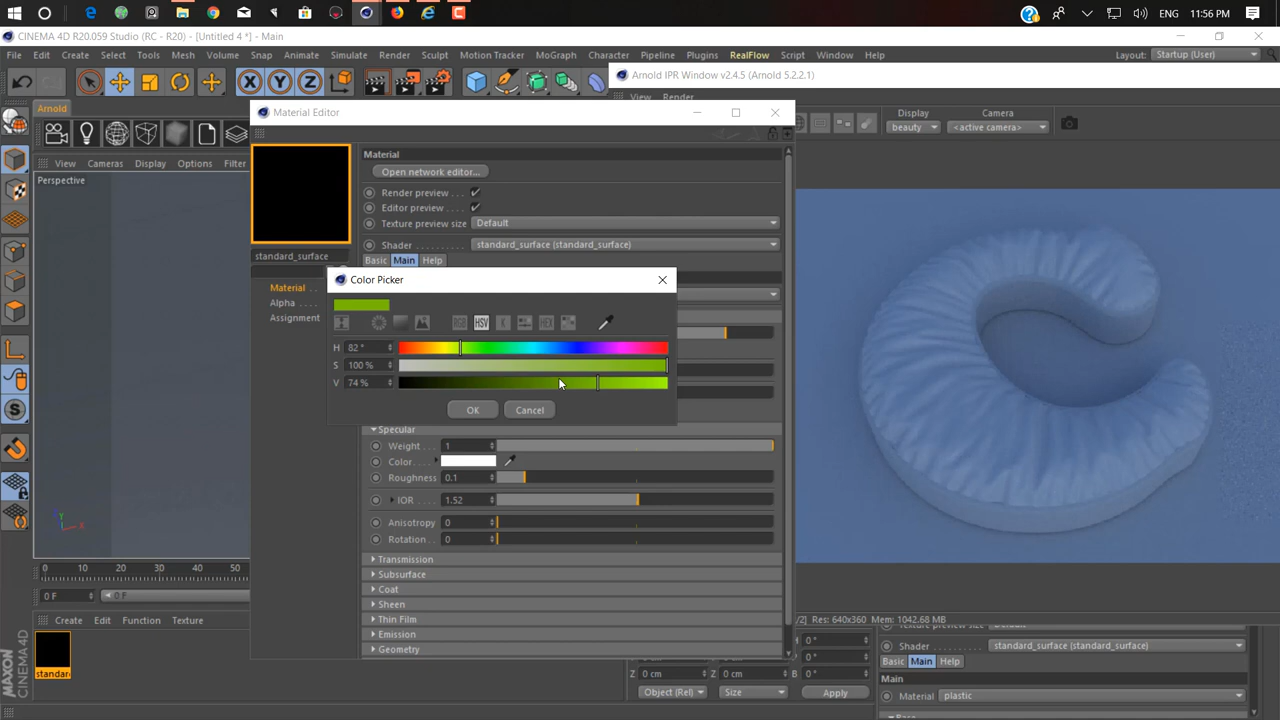 ENG 11:56 PM
CINEMA 4D R20.059 Studio (RC - R20) - [Untitled 4 *] - Main
File Edit Create Select Tools Mesh Volume Snap Animate Simulate Render Sculpt Motion Tracker MoGraph Character Pipeline Plugins RealFlow Script Window Help
Layout: Startup (User)
Arnold IPR Window v2.4.5 (Arnold 5.2.2.1)
View Render
X Y Z
Arnold
Material Editor
Display Camera
beauty <active camera>
View Cameras Display Options Filter
Perspective
Material
Open network editor...
Render preview . . .
Editor preview . . .
Texture preview size Default
Shader . . . . . . . . . . standard_surface (standard_surface)
standard_surface
Basic Main Help
Color Picker
Material . .
Alpha . . . .
Assignment
RGB HSV K HEX
H 82 °
S 100 %
V 74 %
OK Cancel
Specular
Weight . 1
Color. . . .
Roughness 0.1
IOR . . . . 1.52
Anisotropy 0
Rotation . . 0
Transmission
Subsurface
Coat
Sheen
Thin Film
Emission
Geometry
Y
X
0 10 20 30 40 50
0 F 0 F
Create Edit Function Texture
standard
MAXON CINEMA 4D
/2] Res: 640x360 Mem: 1042.68 MB
H 0 °
P 0 °
Z 0 cm Z 0 cm B 0 °
Object (Rel) Size Apply
Shader . . . . . . . . . . standard_surface (standard_surface)
Basic Main Help
Main
Material plastic